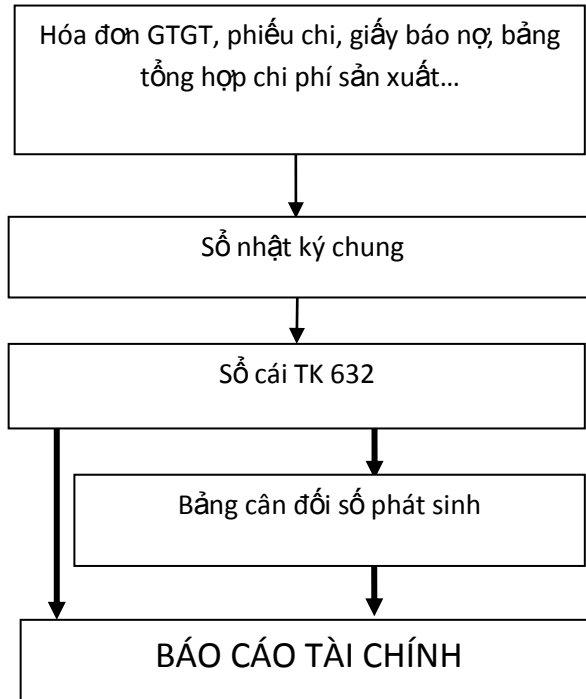 Hóa đơn GTGT, phiếu chi, giấy báo nợ, bảng
tổng hợp chi phí sản xuất...
Sổ nhật ký chung
Sổ cái TK 632
Bảng cân đối số phát sinh
BÁO CÁO TÀI CHÍNH